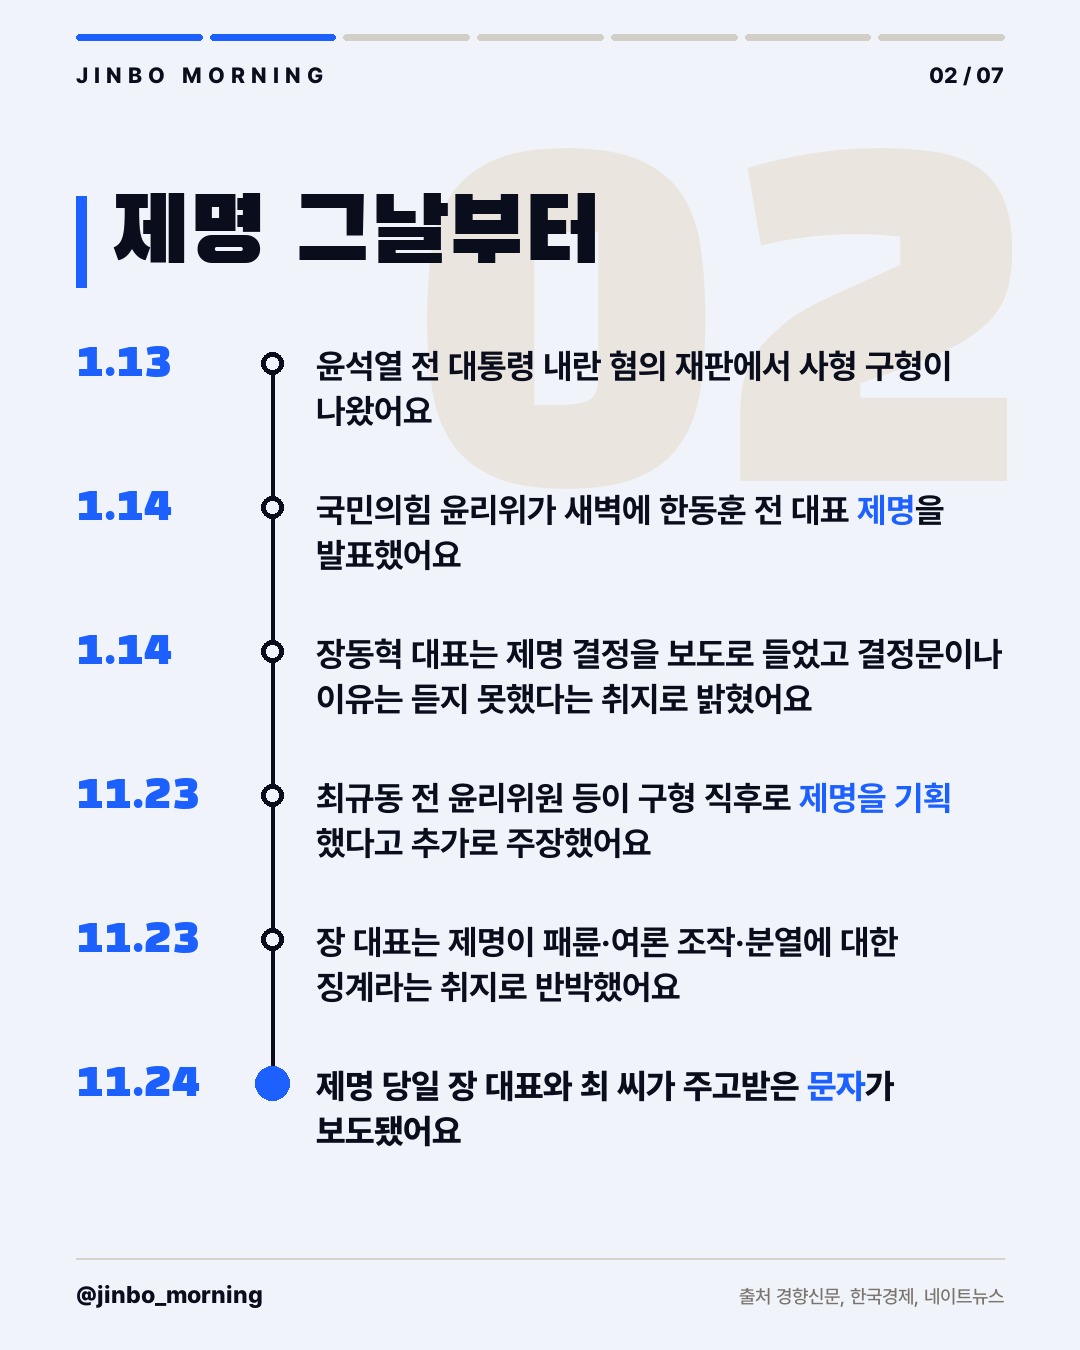 JINBO MORNING
02 / 07
02
제명 그날부터
1.13
윤석열 전 대통령 내란 혐의 재판에서 사형 구형이
나왔어요
1.14
국민의힘 윤리위가 새벽에 한동훈 전 대표 제명을
발표했어요
1.14
장동혁 대표는 제명 결정을 보도로 들었고 결정문이나
이유는 듣지 못했다는 취지로 밝혔어요
11.23
최규동 전 윤리위원 등이 구형 직후로 제명을 기획
했다고 추가로 주장했어요
11.23
장 대표는 제명이 패륜·여론 조작·분열에 대한
징계라는 취지로 반박했어요
11.24
제명 당일 장 대표와 최 씨가 주고받은 문자가
보도됐어요
@jinbo_morning
출처 경향신문, 한국경제, 네이트뉴스